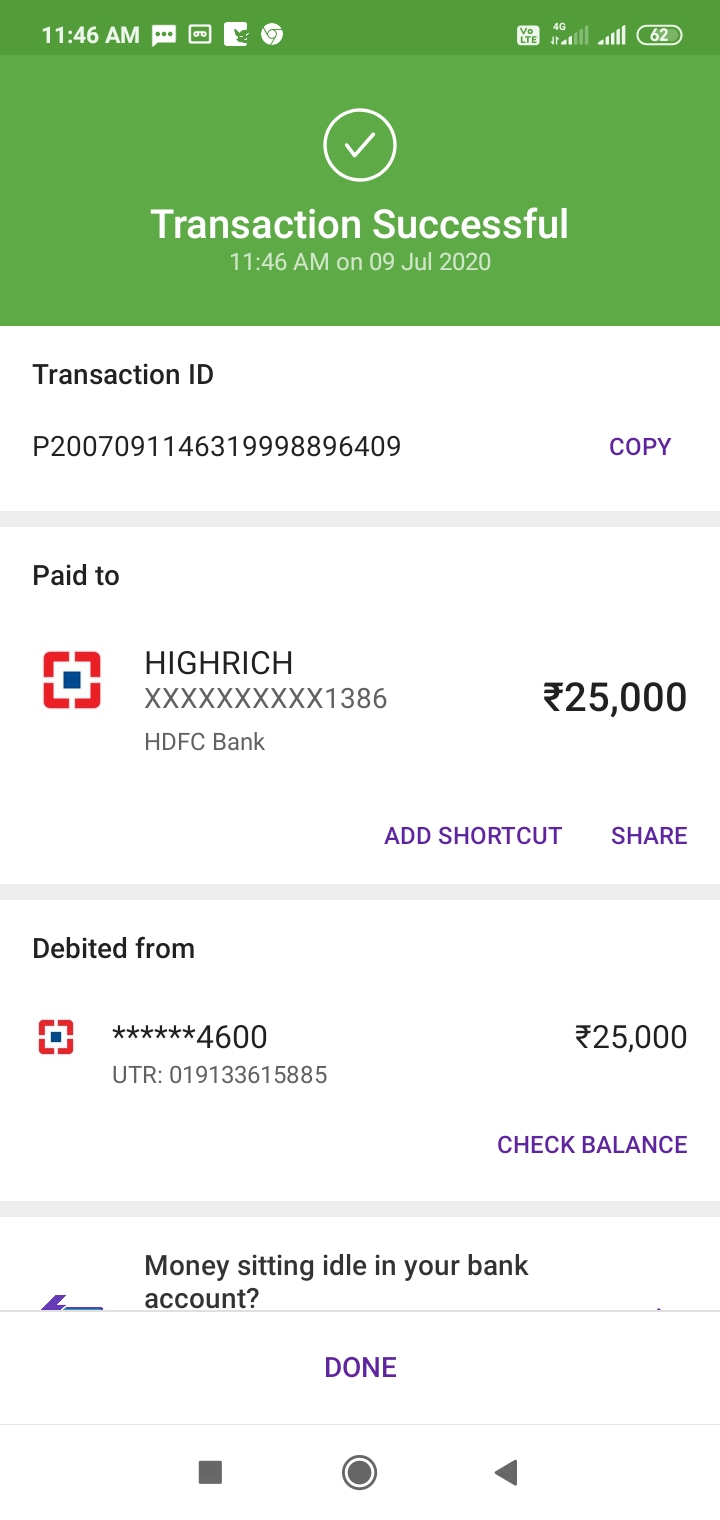 11:46 AM
Vo
LTE
4G
62
Transaction Successful
11:46 AM on 09 Jul 2020
Transaction ID
P2007091146319998896409
COPY
Paid to
HIGHRICH
XXXXXXXXXX1386
₹25,000
HDFC Bank
ADD SHORTCUT
SHARE
Debited from
******4600
₹25,000
UTR: 019133615885
CHECK BALANCE
Money sitting idle in your bank
account?
DONE